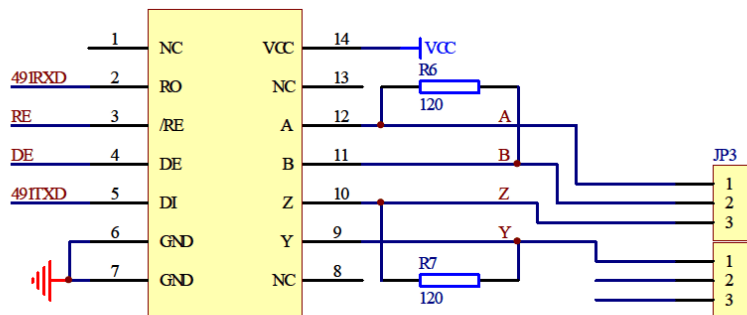 1 NC VCC 14 VCC
491RXD 2 RO NC 13 R6
RE 3 /RE A 12 120 A
DE 4 DE B 11 B JP3
491TXD 5 DI Z 10 Z 1
2
3
6 GND Y 9 Y 1
7 GND NC 8 R7 2
120 3